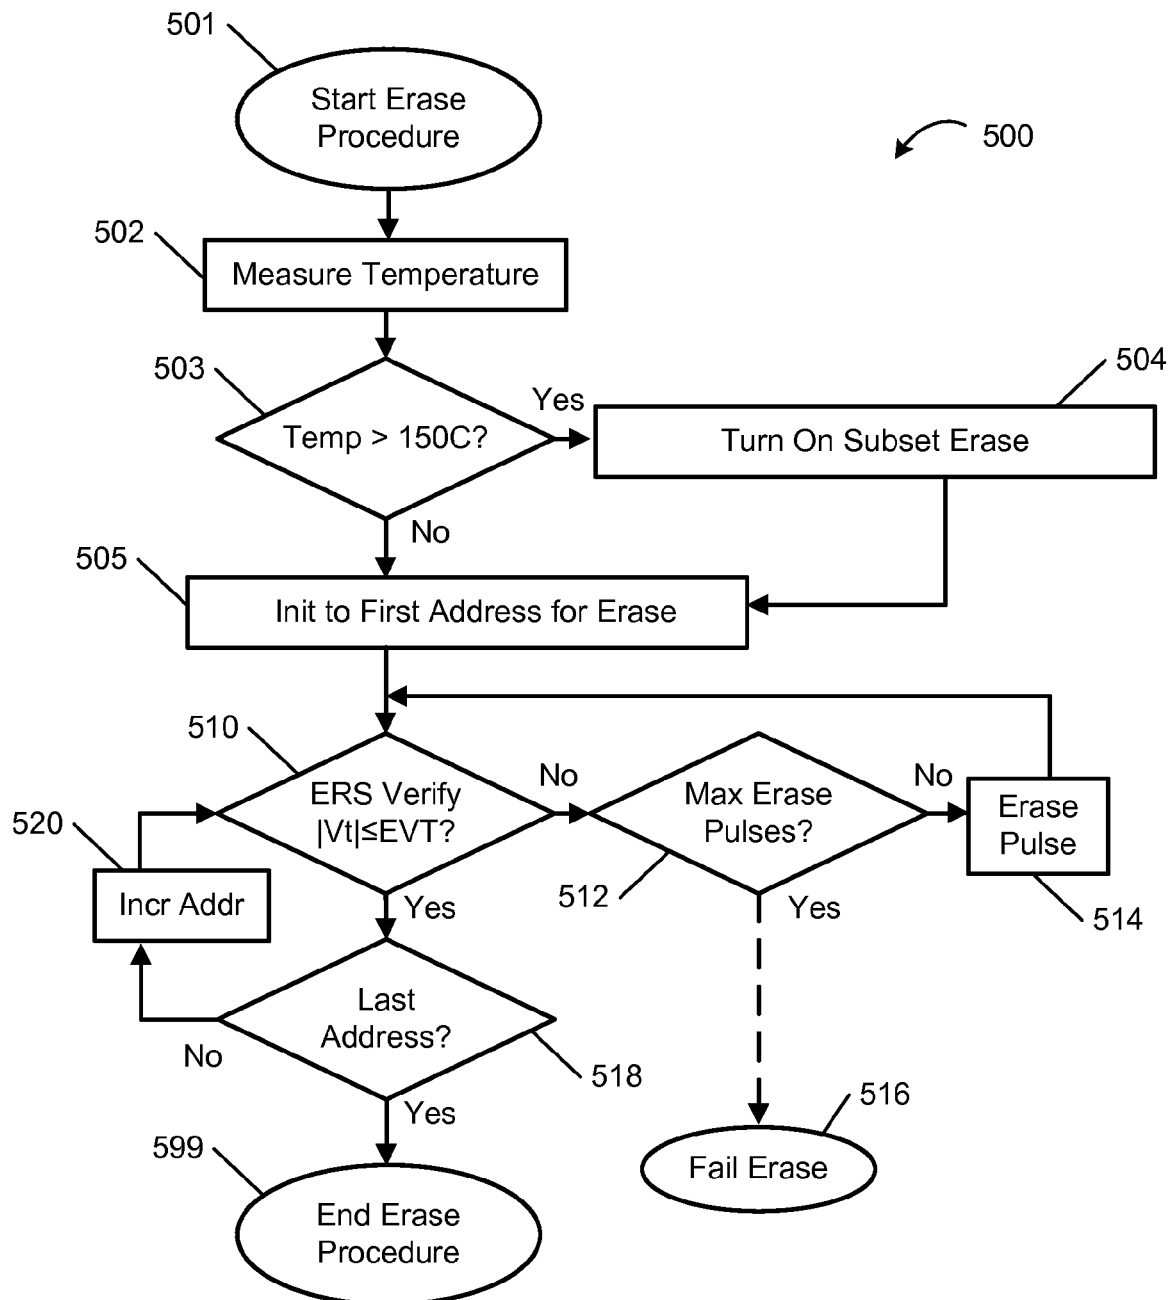 501
Start Erase
Procedure
500
502
Measure Temperature
503
Temp > 150C?
Yes
504
Turn On Subset Erase
No
505
Init to First Address for Erase
510
ERS Verify
|Vt|≤EVT?
No
Max Erase
Pulses?
No
Erase
Pulse
520
Incr Addr
Yes
512
Yes
514
Last
Address?
No
518
Yes
516
Fail Erase
599
End Erase
Procedure